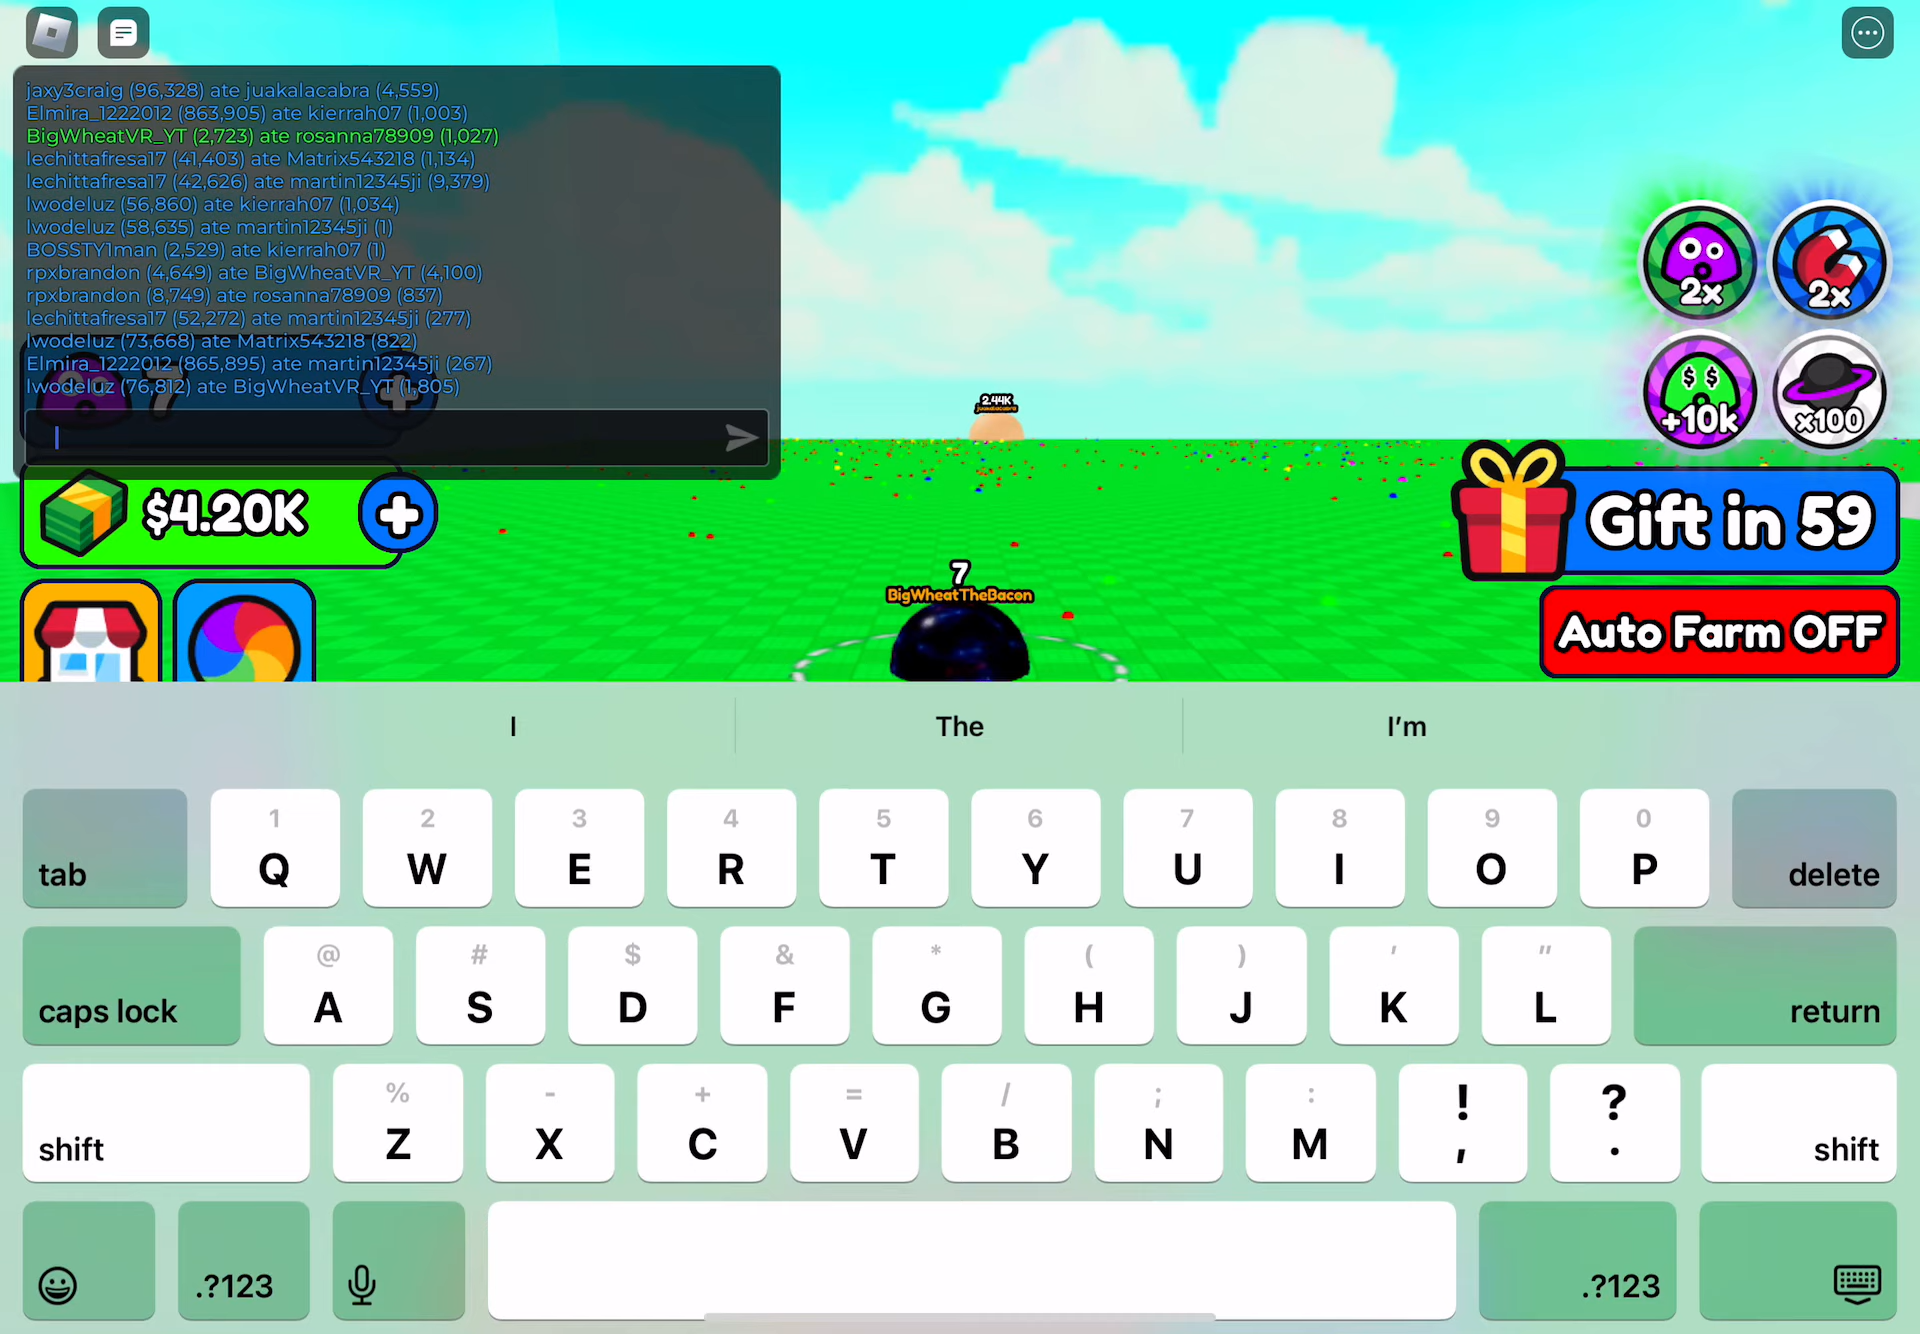 jaxy3craig (96,328) ate juakalacabra (4,559)
Elmira_1222012 (863,905) ate kierrah07 (1,003)
BigWheatVR_YT (2,723) ate rosanna78909 (1,027)
lechittafresa17 (41,403) ate Matrix543218 (1,134)
lechittafresa17 (42,626) ate martin12345ji (9,379)
lwodeluz (56,860) ate kierrah07 (1,034)
lwodeluz (58,635) ate martin12345ji (1)
BOSSTY1man (2,529) ate kierrah07 (1)
rpxbrandon (4,649) ate BigWheatVR_YT (4,100)
rpxbrandon (8,749) ate rosanna78909 (837)
lechittafresa17 (52,272) ate martin12345ji (277)
lwodeluz (73,668) ate Matrix543218 (822)
Elmira_1222012 (865,895) ate martin12345ji (267)
lwodeluz (76,812) ate BigWheatVR_YT (1,805)
7
2x
2x
$ $
+10k
x100
2.44K
juakalacabra
$4.20K
Gift in 59
Auto Farm OFF
7
BigWheatTheBacon
I
The
I'm
tab
1 2 3 4 5 6 7 8 9 0
Q W E R T Y U I O P
delete
caps lock
@ # $ & * ( ) ' "
A S D F G H J K L
return
shift
% - + = / ; : ! ?
Z X C V B N M , .
shift
.?123
.?123